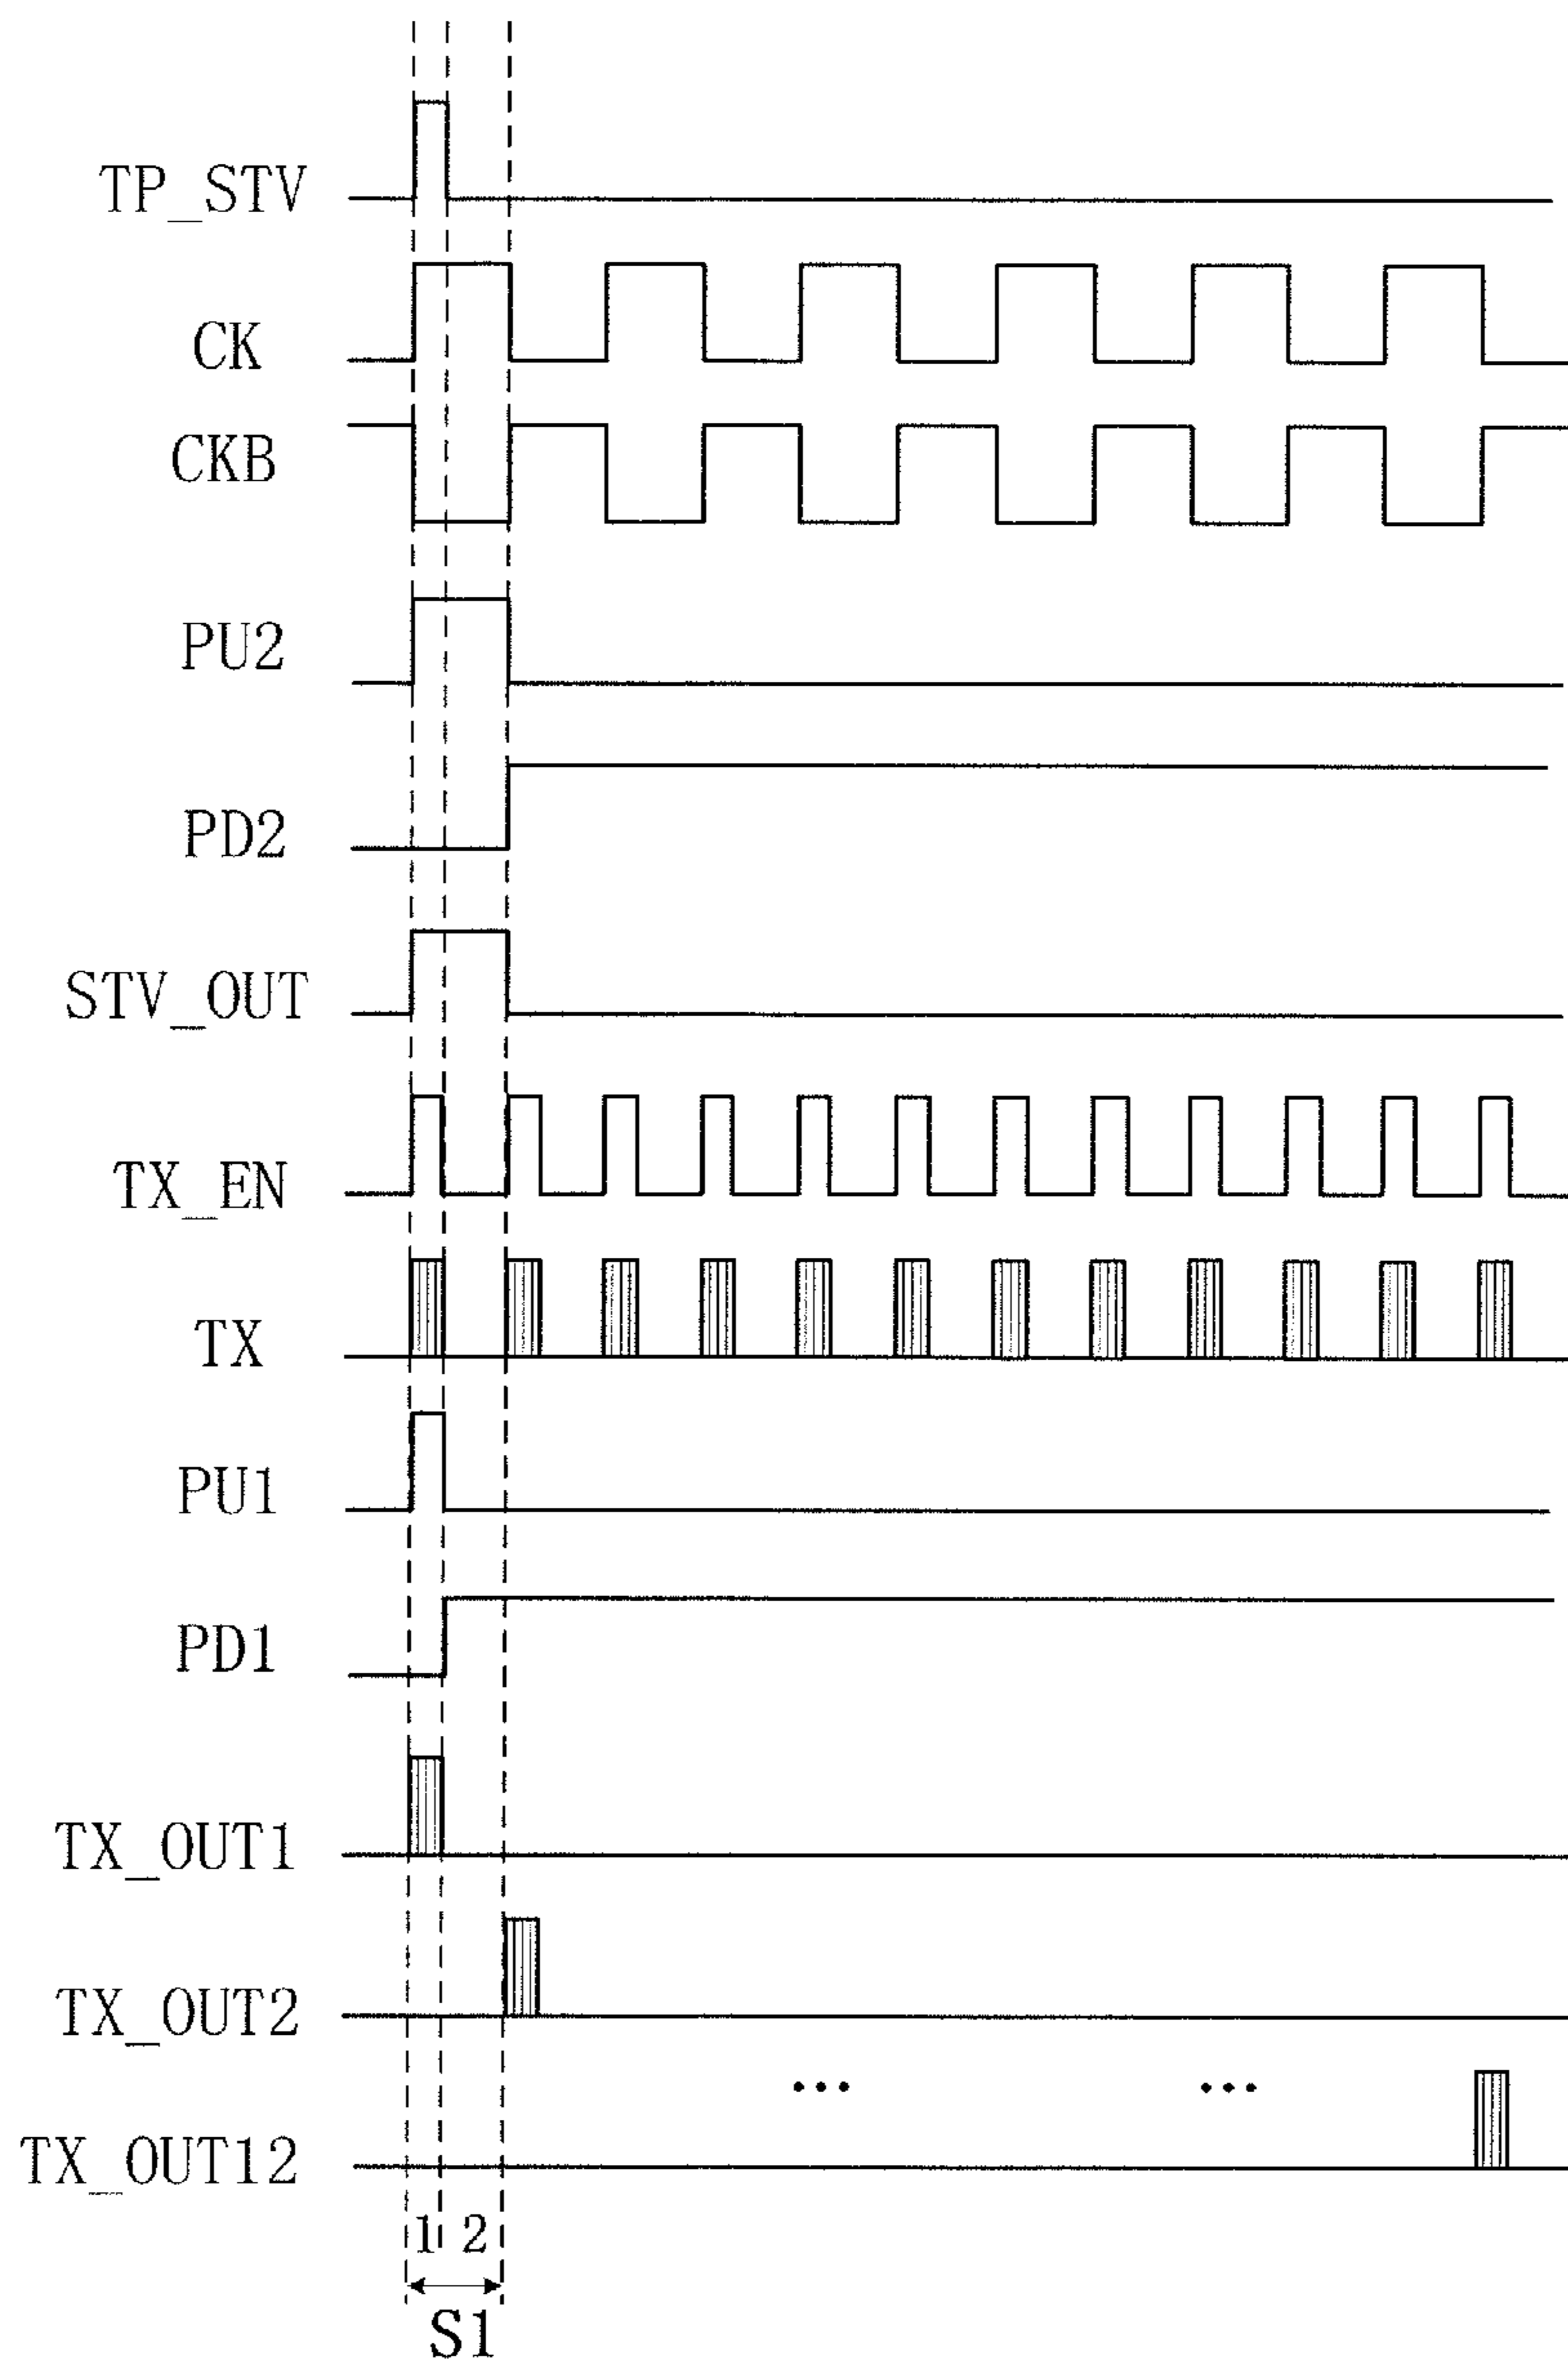 TP_STV
CK
CKB
PU2
PD2
STV_OUT
TX_EN
TX
PU1
PD1
TX_OUT1
TX_OUT2
... ...
TX_OUT12
1 2
S1